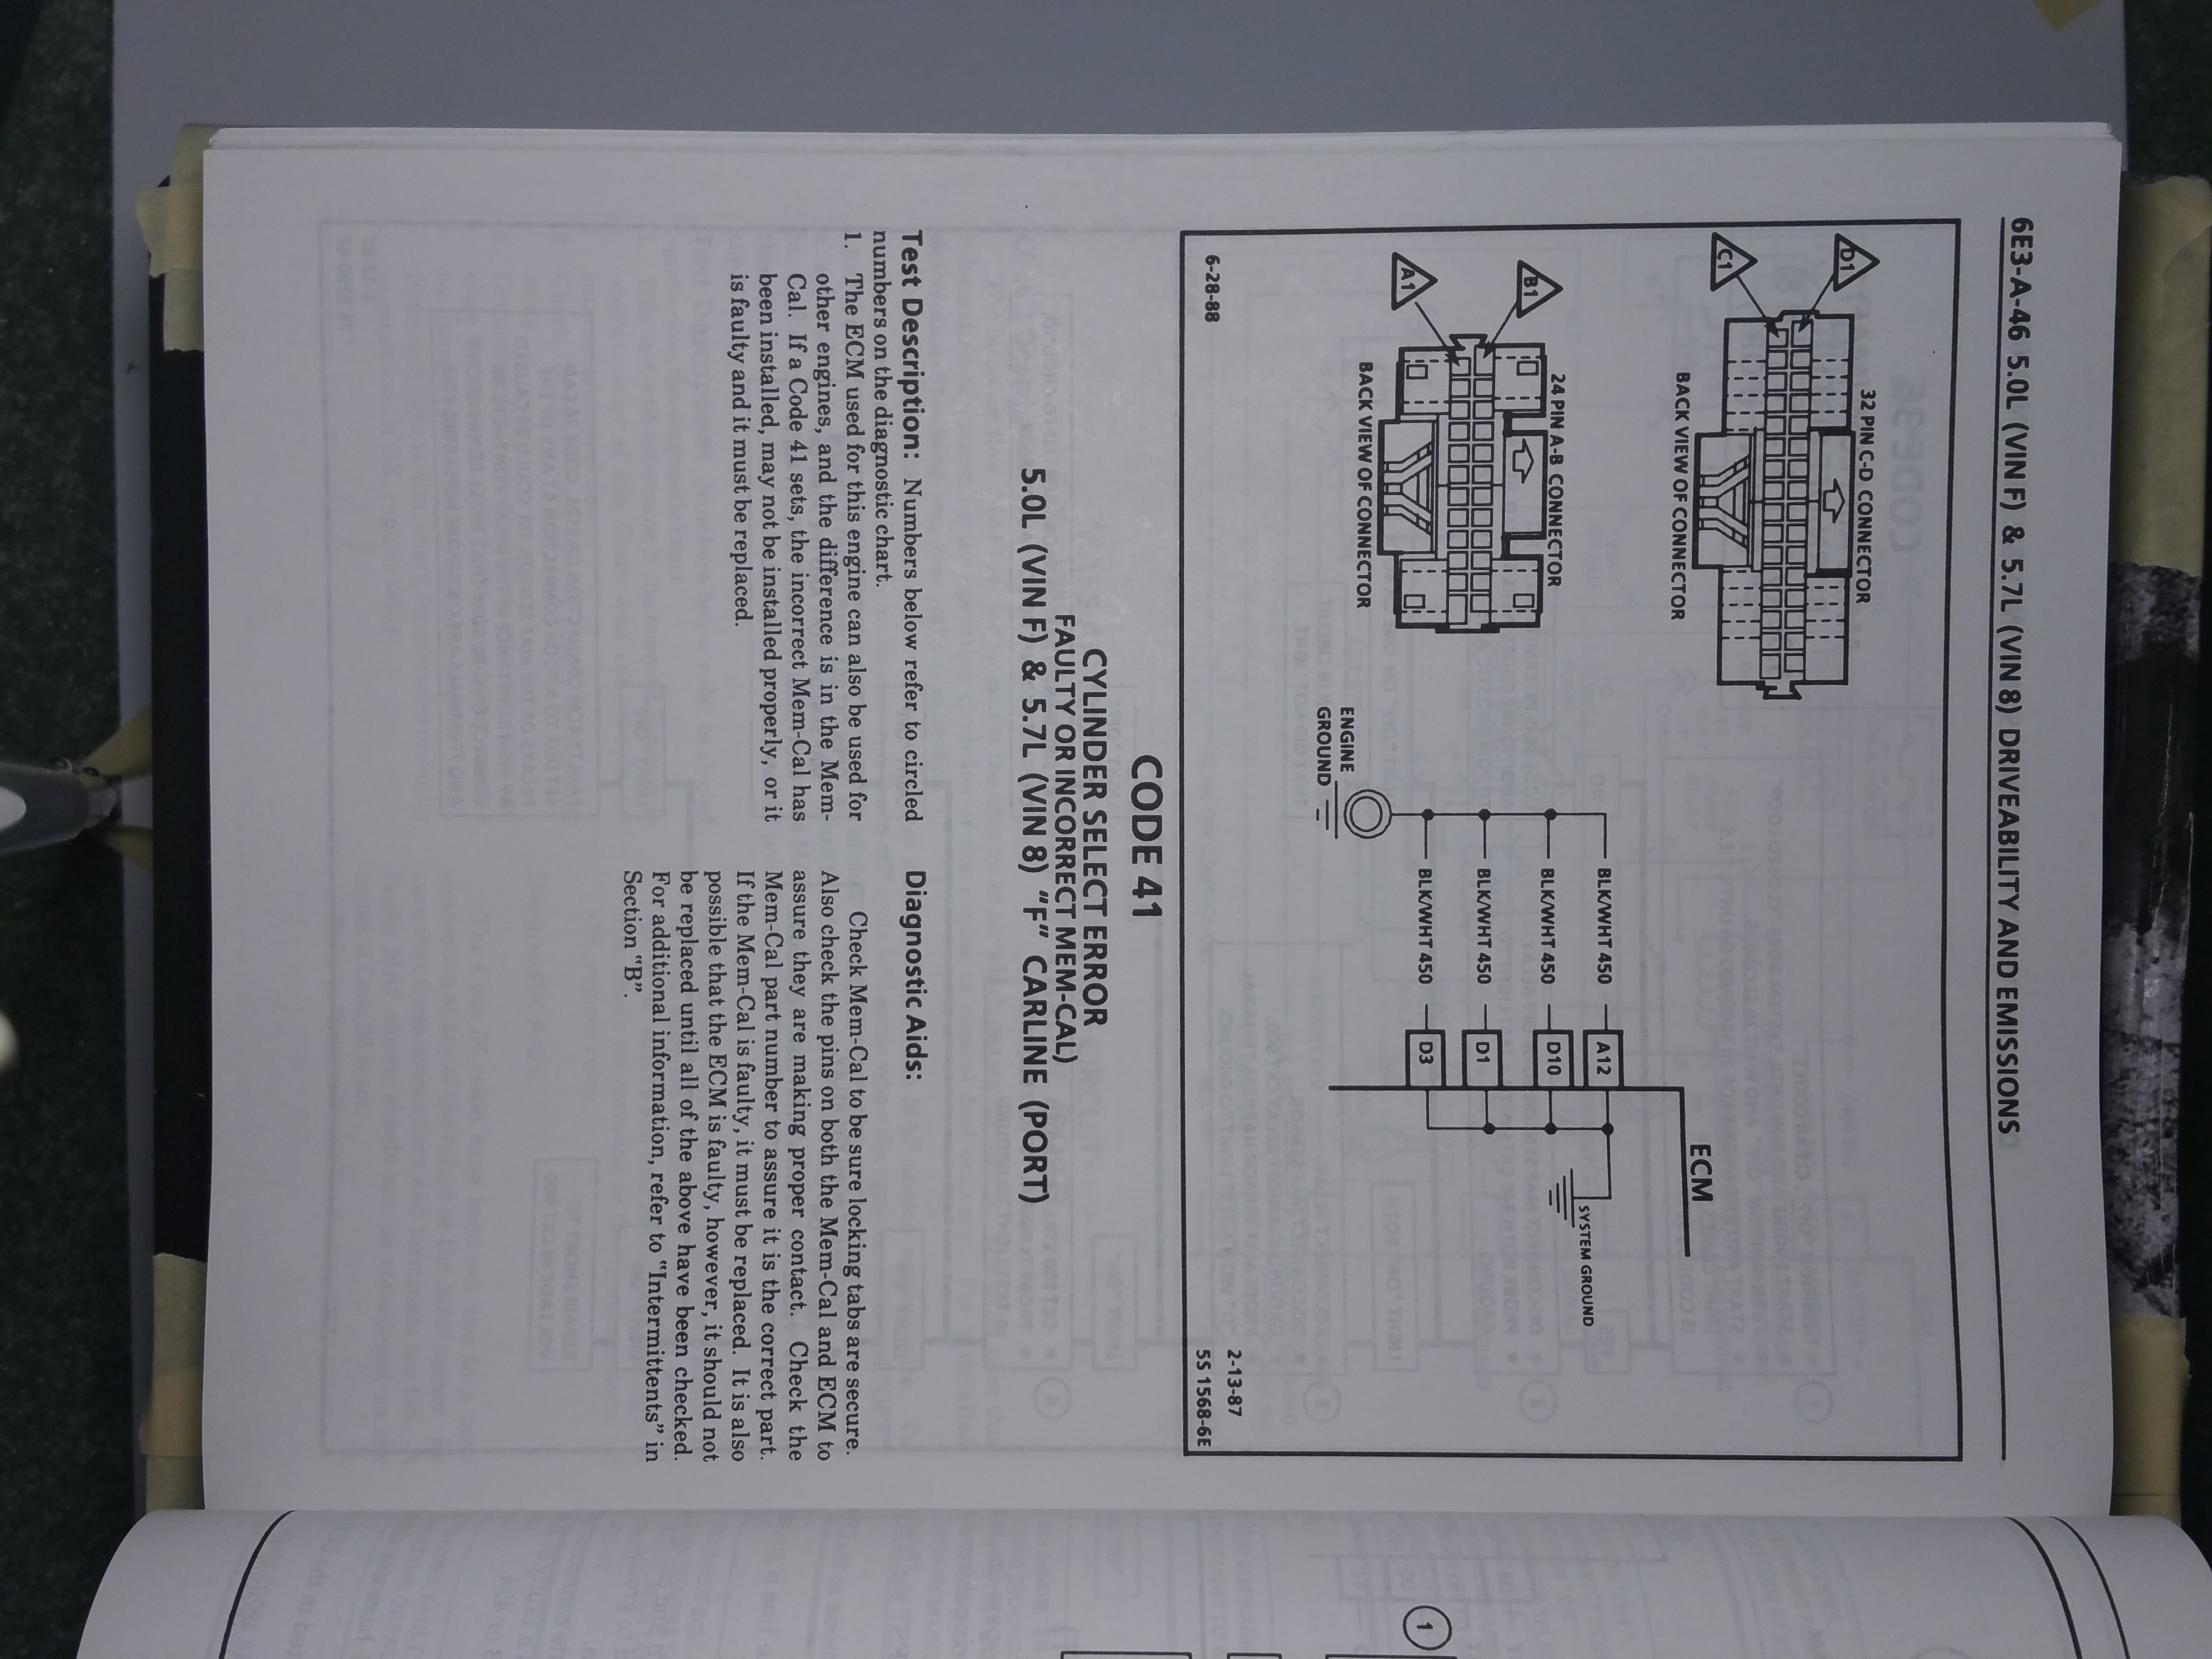 6E3-A-46 5.0L (VIN F) & 5.7L (VIN 8) DRIVEABILITY AND EMISSIONS
D1
C1
32 PIN C-D CONNECTOR
BACK VIEW OF CONNECTOR
B1
A1
24 PIN A-B CONNECTOR
BACK VIEW OF CONNECTOR
6-28-88
ENGINE
GROUND
BLK/WHT 450
BLK/WHT 450
BLK/WHT 450
BLK/WHT 450
A12
D10
D1
D3
ECM
SYSTEM GROUND
2-13-87
5S 1568-6E
CODE 41
CYLINDER SELECT ERROR
FAULTY OR INCORRECT MEM-CAL)
5.0L (VIN F) & 5.7L (VIN 8) "F" CARLINE (PORT)
Test Description: Numbers below refer to circled
numbers on the diagnostic chart.
1. The ECM used for this engine can also be used for
other engines, and the difference is in the Mem-
Cal. If a Code 41 sets, the incorrect Mem-Cal has
been installed, may not be installed properly, or it
is faulty and it must be replaced.
Diagnostic Aids:
Check Mem-Cal to be sure locking tabs are secure.
Also check the pins on both the Mem-Cal and ECM to
assure they are making proper contact. Check the
Mem-Cal part number to assure it is the correct part.
If the Mem-Cal is faulty, it must be replaced. It is also
possible that the ECM is faulty, however, it should not
be replaced until all of the above have been checked.
For additional information, refer to "Intermittents" in
Section "B".
1